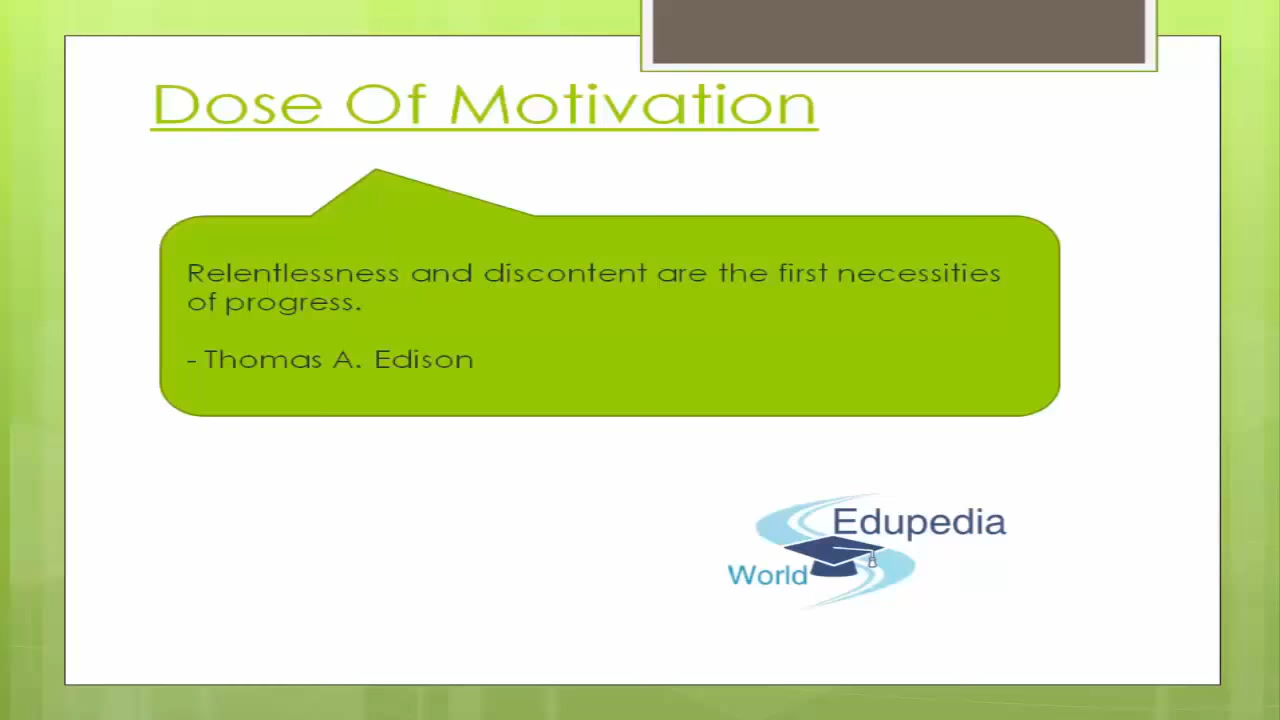 Dose Of Motivation
Relentlessness and discontent are the first necessities
of progress.
- Thomas A. Edison
Edupedia
World